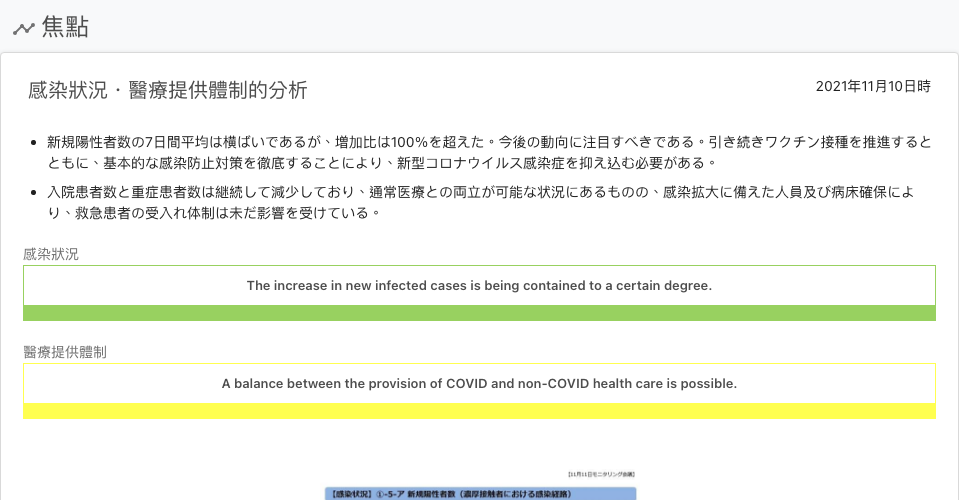 焦點
感染狀況・醫療提供體制的分析
2021年11月10日時
新規陽性者数の7日間平均は横ばいであるが、増加比は100%を超えた。今後の動向に注目すべきである。引き続きワクチン接種を推進すると
ともに、基本的な感染防止対策を徹底することにより、新型コロナウイルス感染症を抑え込む必要がある。
入院患者数と重症患者数は継続して減少しており、通常医療との両立が可能な状況にあるものの、感染拡大に備えた人員及び病床確保によ
り、救急患者の受入れ体制は未だ影響を受けている。
感染狀況
The increase in new infected cases is being contained to a certain degree.
醫療提供體制
A balance between the provision of COVID and non-COVID health care is possible.
【11月11日モニタリング会議】
【感染状況】①-5-ア 新規陽性者数（濃厚接触者における感染経路）